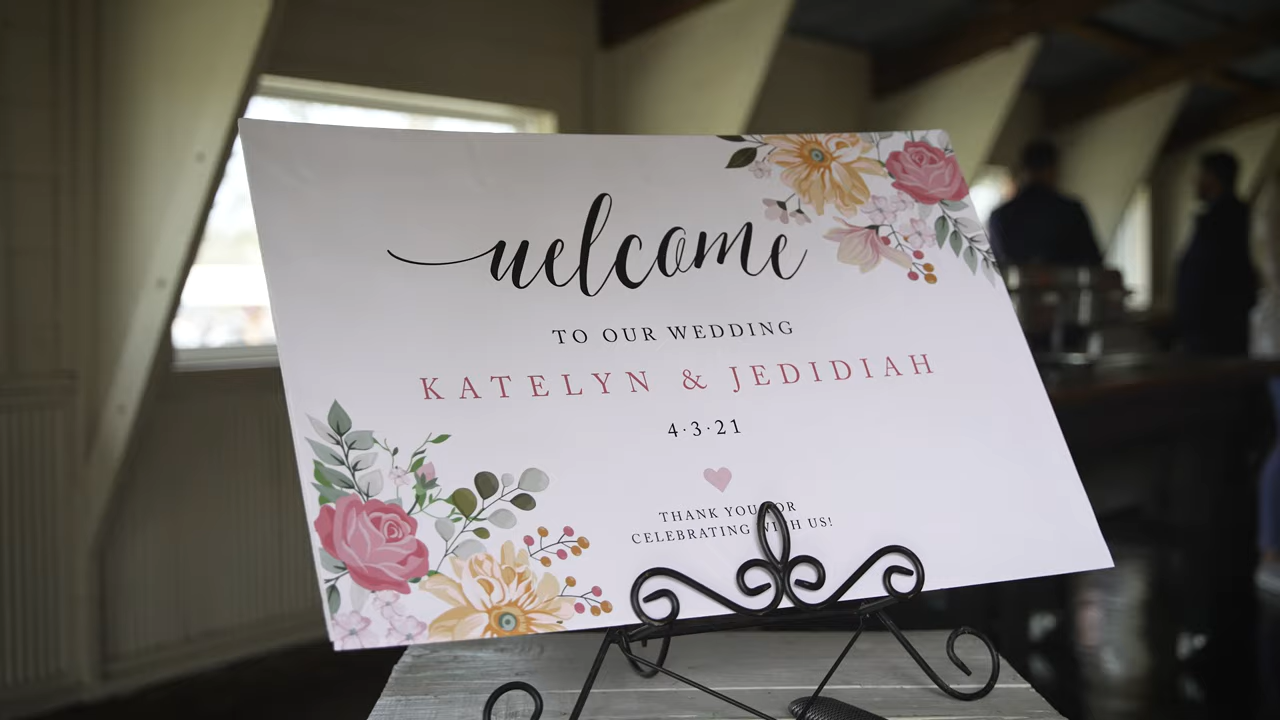 welcome
TO OUR WEDDING
KATELYN & JEDIDIAH
4·3·21
THANK YOU FOR
CELEBRATING WITH US!